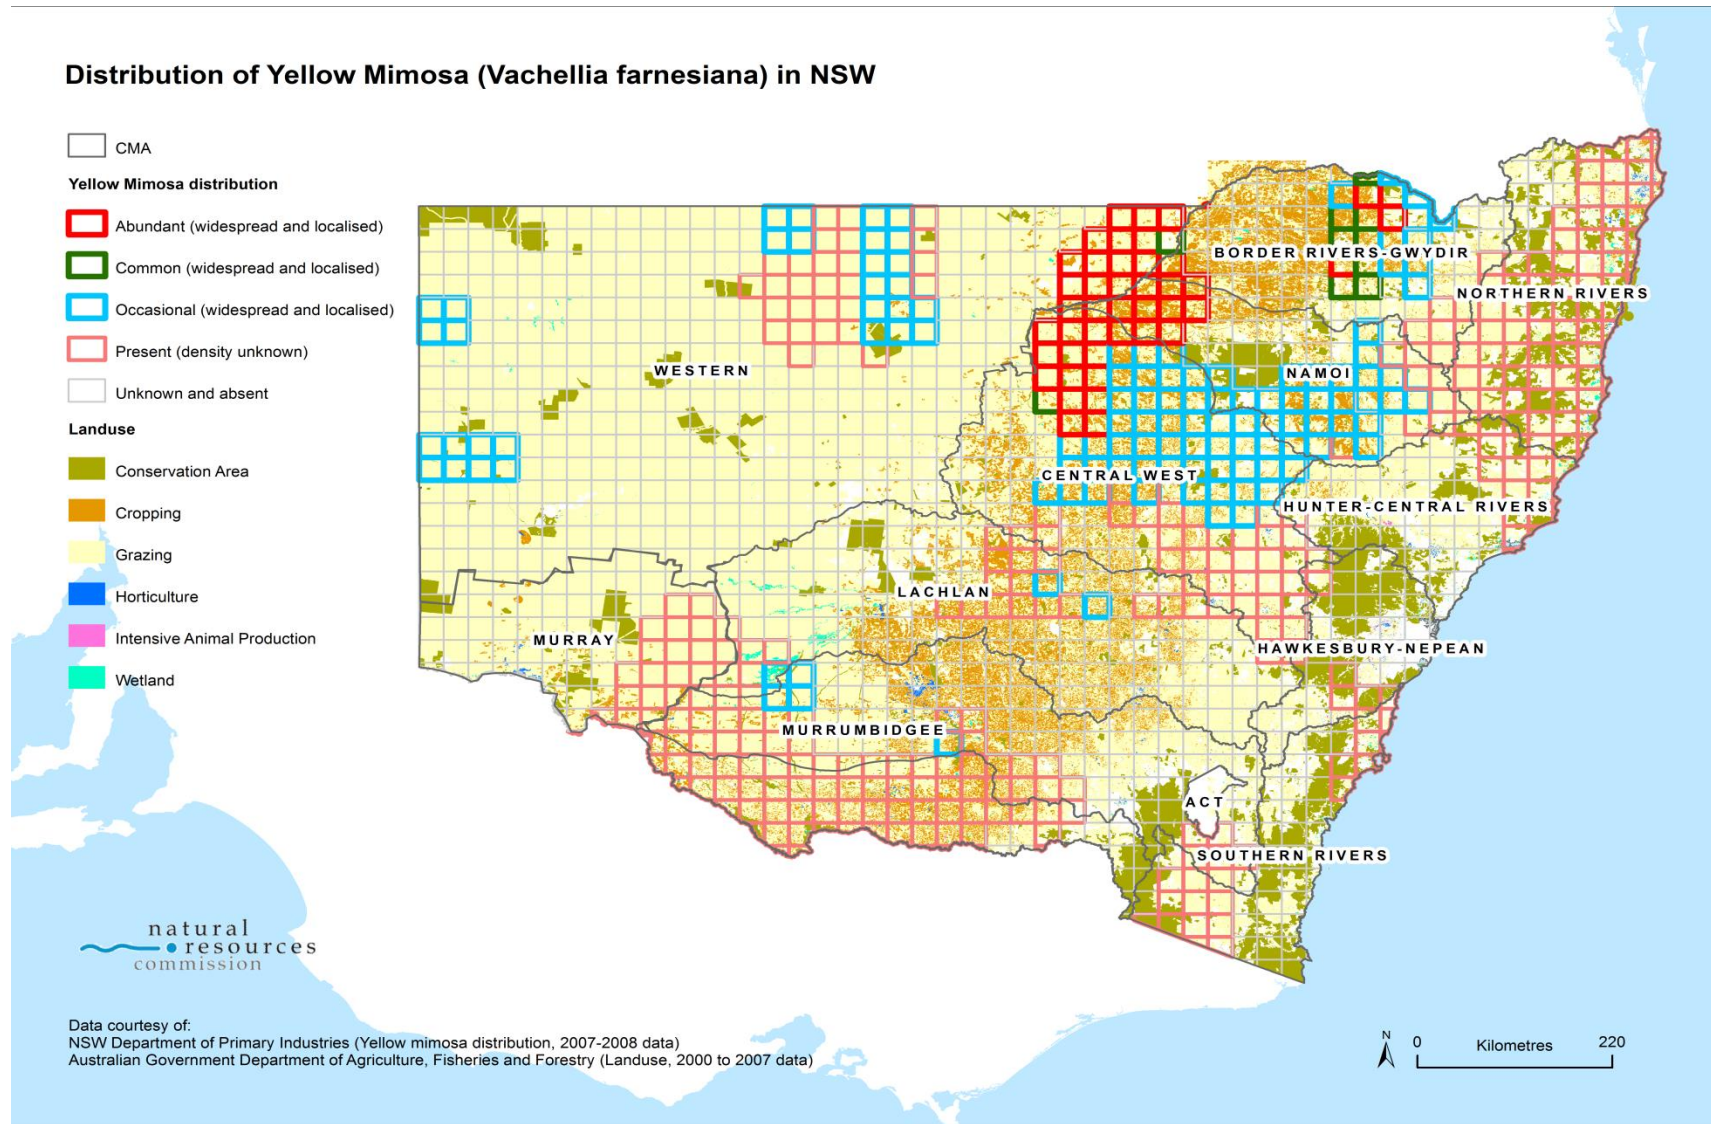 Distribution of Yellow Mimosa (Vachellia farnesiana) in NSW
CMA
Yellow Mimosa distribution
Abundant (widespread and localised)
Common (widespread and localised)
Occasional (widespread and localised)
Present (density unknown)
Unknown and absent
Landuse
Conservation Area
Cropping
Grazing
Horticulture
Intensive Animal Production
Wetland
BORDER RIVERS-GWYDIR
NORTHERN RIVERS
WESTERN
NAMOI
CENTRAL WEST
HUNTER-CENTRAL RIVERS
LACHLAN
MURRAY
HAWKESBURY-NEPEAN
MURRUMBIDGEE
ACT
SOUTHERN RIVERS
natural
resources
commission
Data courtesy of:
NSW Department of Primary Industries (Yellow mimosa distribution, 2007-2008 data)
Australian Government Department of Agriculture, Fisheries and Forestry (Landuse, 2000 to 2007 data)
N
0 Kilometres 220